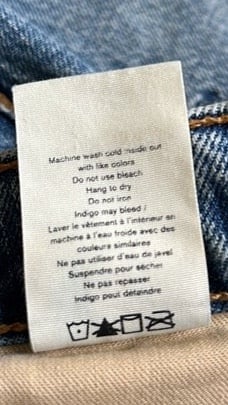 Machine wash cold inside out
with like colors
Do not use bleach
Hang to dry
Do not iron
Indigo may bleed /
Laver le vêtement à l'intérieur en
machine à l'eau froide avec des
couleurs similaires
Ne pas utiliser d'eau de javel
Suspendre pour sécher
Ne pas repasser
Indigo peut déteindre